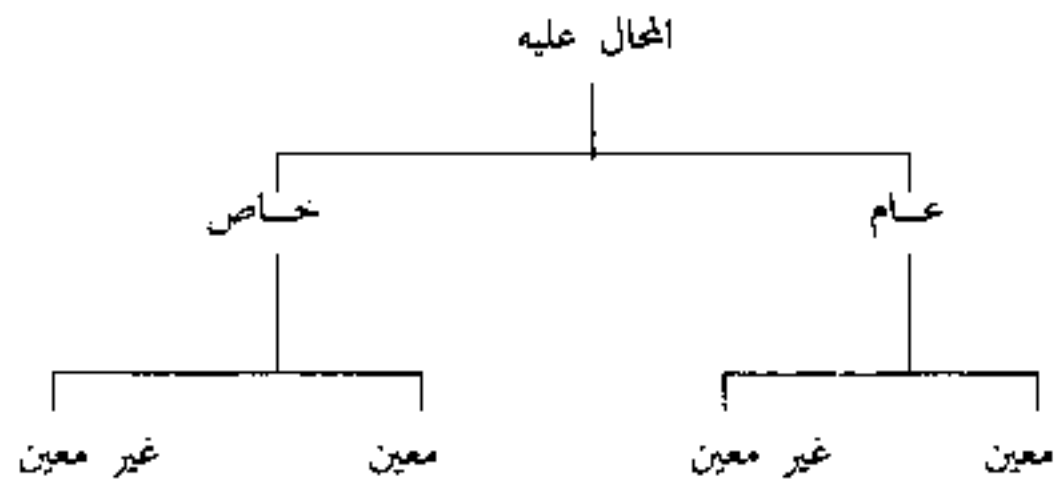 المحال عليه
عام خاص
معين غير معين معين غير معين